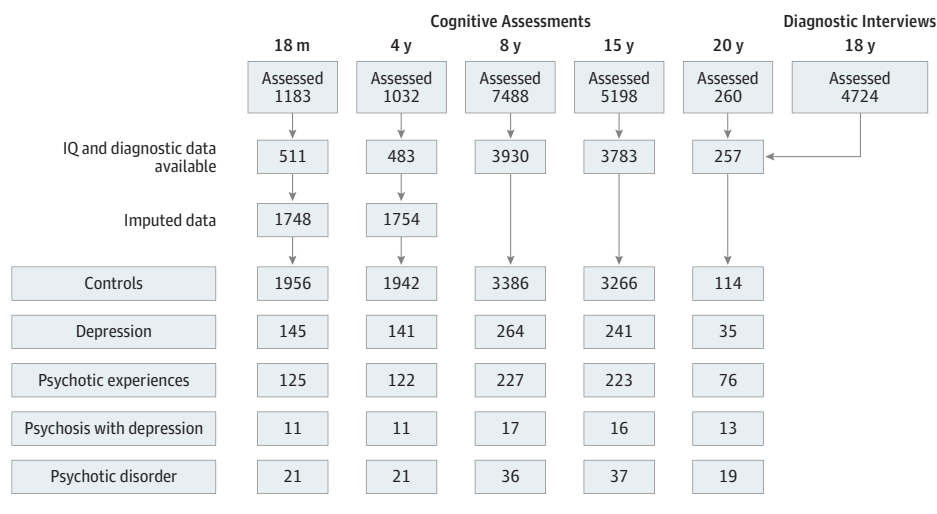 Cognitive Assessments Diagnostic Interviews
18 m 4 y 8 y 15 y 20 y 18 y
Assessed Assessed Assessed Assessed Assessed Assessed
1183 1032 7488 5198 260 4724
IQ and diagnostic data
available
511 483 3930 3783 257
Imputed data 1748 1754
Controls 1956 1942 3386 3266 114
Depression 145 141 264 241 35
Psychotic experiences 125 122 227 223 76
Psychosis with depression 11 11 17 16 13
Psychotic disorder 21 21 36 37 19